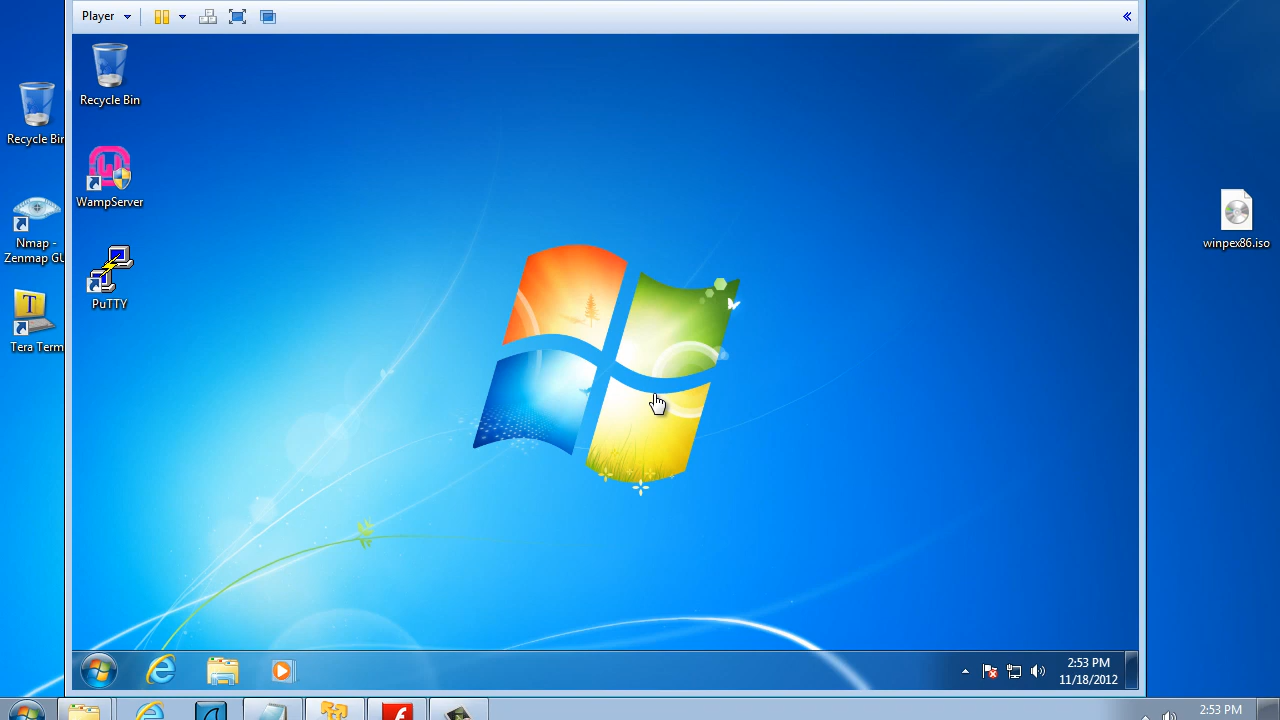 Player
Recycle Bin
WampServer
PuTTY
Recycle Bin
Nmap -
Zenmap GU
T
Tera Term
winpex86.iso
2:53 PM
11/18/2012
2:53 PM